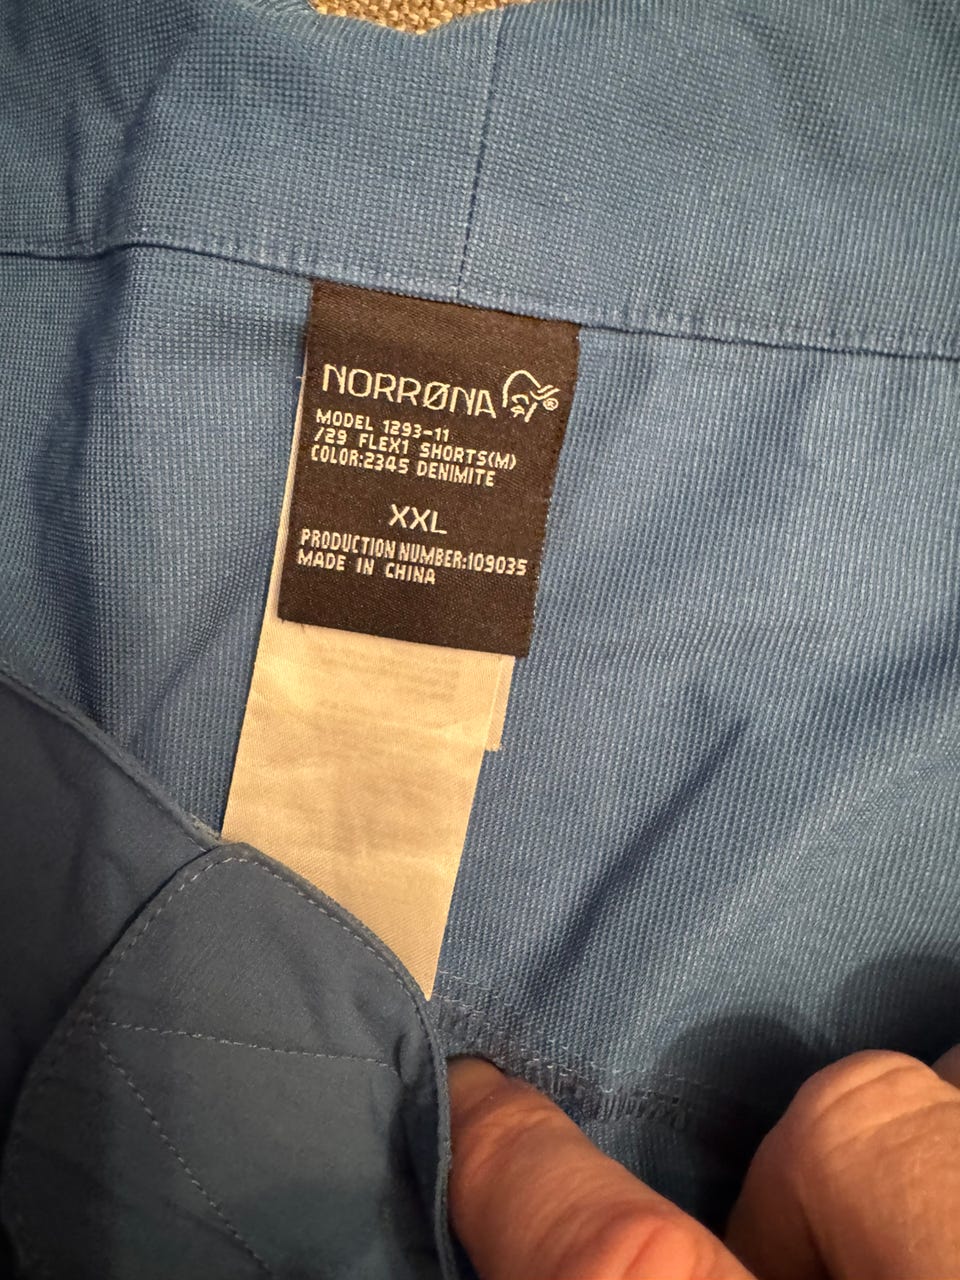 NORRØNA®
MODEL 1293-11
/29 FLEX1 SHORTS(M)
COLOR:2345 DENIMITE
XXL
PRODUCTION NUMBER:109035
MADE IN CHINA